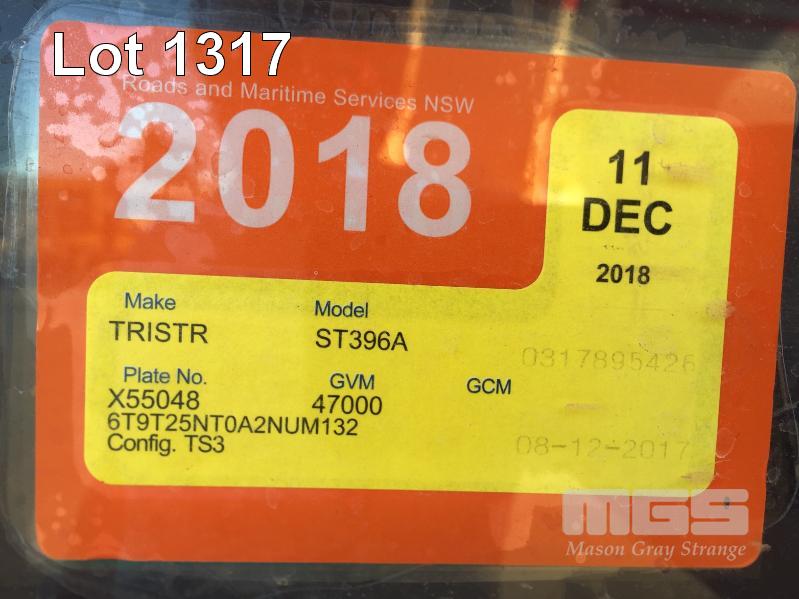 Lot 1317
Roads and Maritime Services NSW
2018
11
DEC
2018
Make
Model
TRISTR
ST396A
0317895426
Plate No.
GVM
GCM
X55048
47000
6T9T25NT0A2NUM132
Config. TS3
08-12-2017
MGS
Mason Gray Strange